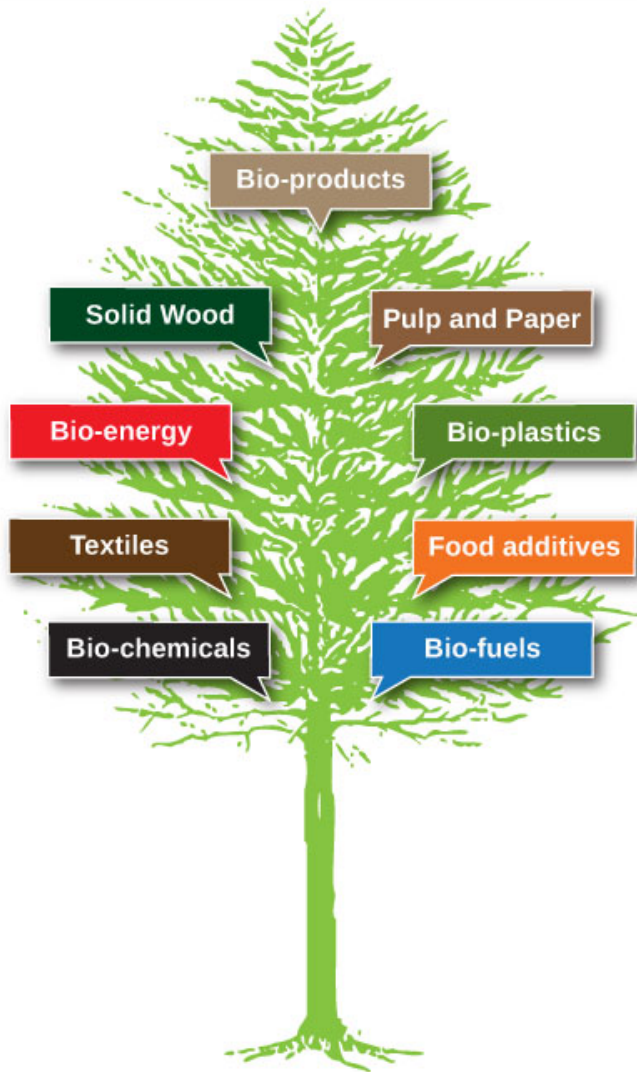 Bio-products
Solid Wood
Pulp and Paper
Bio-energy
Bio-plastics
Textiles
Food additives
Bio-chemicals
Bio-fuels